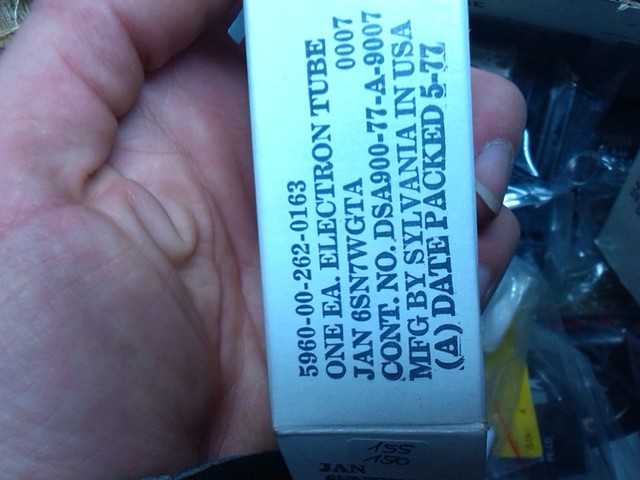 5960-00-262-0163
ONE EA. ELECTRON TUBE
0007
JAN 6SN7WGTA
CONT. NO. DSA900-77-A-9007
MFG BY SYLVANIA IN USA
(A) DATE PACKED 5-77
155
150
JAN